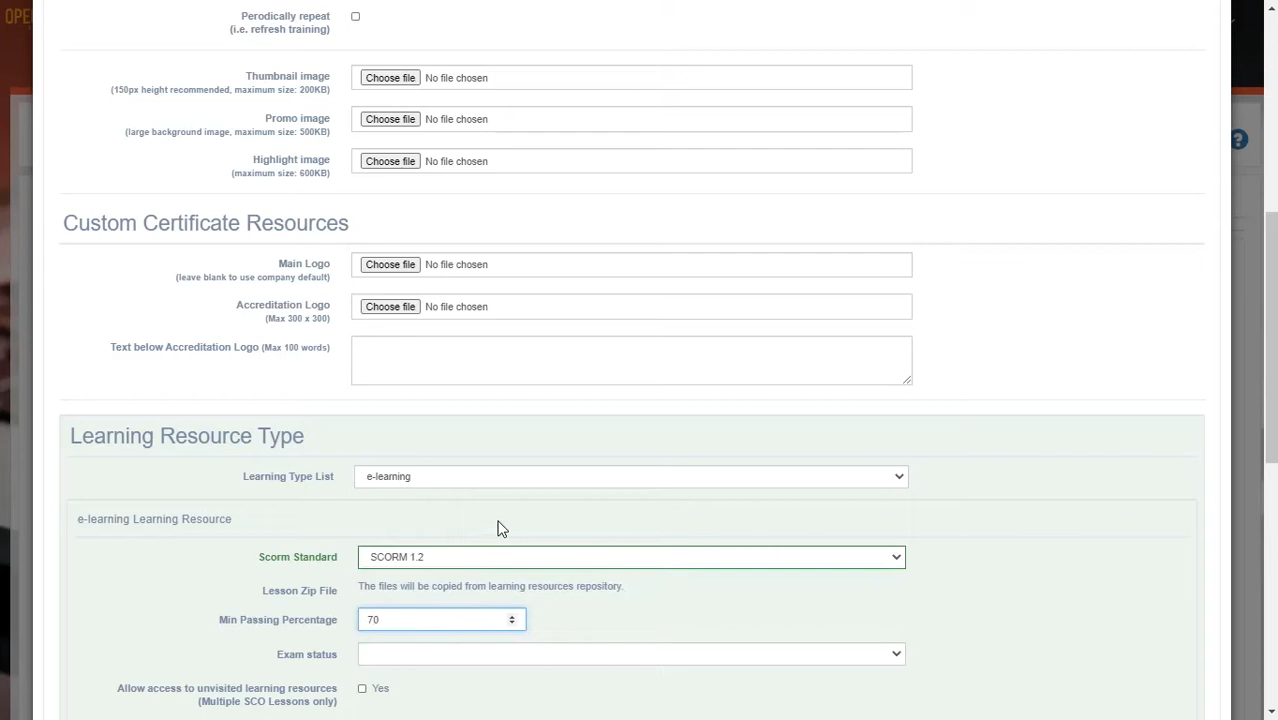 OPE
Perodically repeat
(i.e. refresh training)
Thumbnail image
(150px height recommended, maximum size: 200KB)
Choose file No file chosen
Promo image
(large background image, maximum size: 500KB)
Choose file No file chosen
Highlight image
(maximum size: 600KB)
Choose file No file chosen
?
Custom Certificate Resources
Main Logo
(leave blank to use company default)
Choose file No file chosen
Accreditation Logo
(Max 300 x 300)
Choose file No file chosen
Text below Accreditation Logo (Max 100 words)
Learning Resource Type
Learning Type List e-learning
e-learning Learning Resource
Scorm Standard SCORM 1.2
Lesson Zip File The files will be copied from learning resources repository.
Min Passing Percentage 70
Exam status
Allow access to unvisited learning resources
(Multiple SCO Lessons only)
Yes